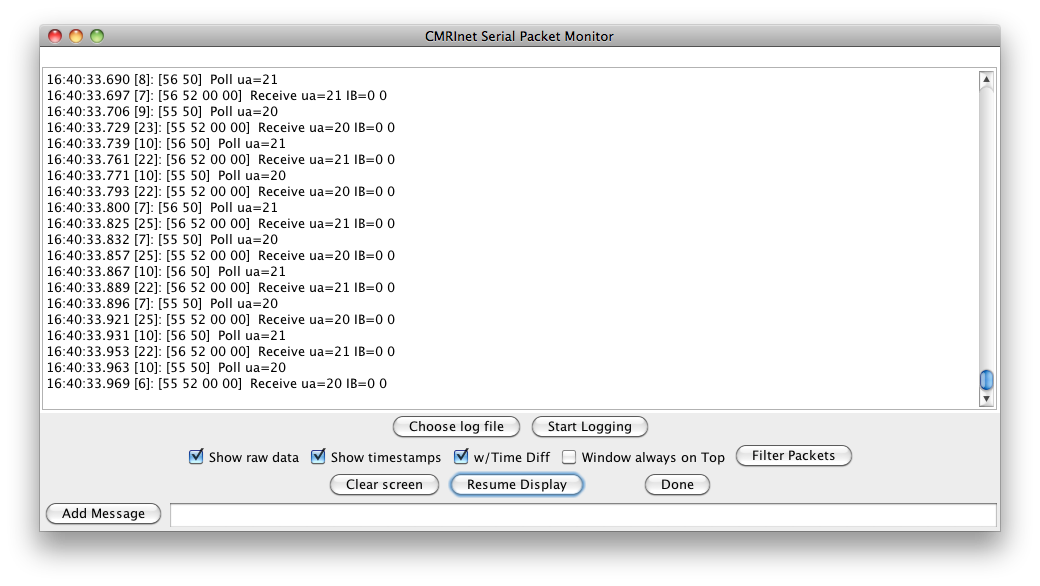 CMRInet Serial Packet Monitor
16:40:33.690 [8]: [56 50]  Poll ua=21
16:40:33.697 [7]: [56 52 00 00]  Receive ua=21 IB=0 0
16:40:33.706 [9]: [55 50]  Poll ua=20
16:40:33.729 [23]: [55 52 00 00]  Receive ua=20 IB=0 0
16:40:33.739 [10]: [56 50]  Poll ua=21
16:40:33.761 [22]: [56 52 00 00]  Receive ua=21 IB=0 0
16:40:33.771 [10]: [55 50]  Poll ua=20
16:40:33.793 [22]: [55 52 00 00]  Receive ua=20 IB=0 0
16:40:33.800 [7]: [56 50]  Poll ua=21
16:40:33.825 [25]: [56 52 00 00]  Receive ua=21 IB=0 0
16:40:33.832 [7]: [55 50]  Poll ua=20
16:40:33.857 [25]: [55 52 00 00]  Receive ua=20 IB=0 0
16:40:33.867 [10]: [56 50]  Poll ua=21
16:40:33.889 [22]: [56 52 00 00]  Receive ua=21 IB=0 0
16:40:33.896 [7]: [55 50]  Poll ua=20
16:40:33.921 [25]: [55 52 00 00]  Receive ua=20 IB=0 0
16:40:33.931 [10]: [56 50]  Poll ua=21
16:40:33.953 [22]: [56 52 00 00]  Receive ua=21 IB=0 0
16:40:33.963 [10]: [55 50]  Poll ua=20
16:40:33.969 [6]: [55 52 00 00]  Receive ua=20 IB=0 0
Choose log file Start Logging
Show raw data Show timestamps w/Time Diff Window always on Top Filter Packets
Clear screen Resume Display Done
Add Message